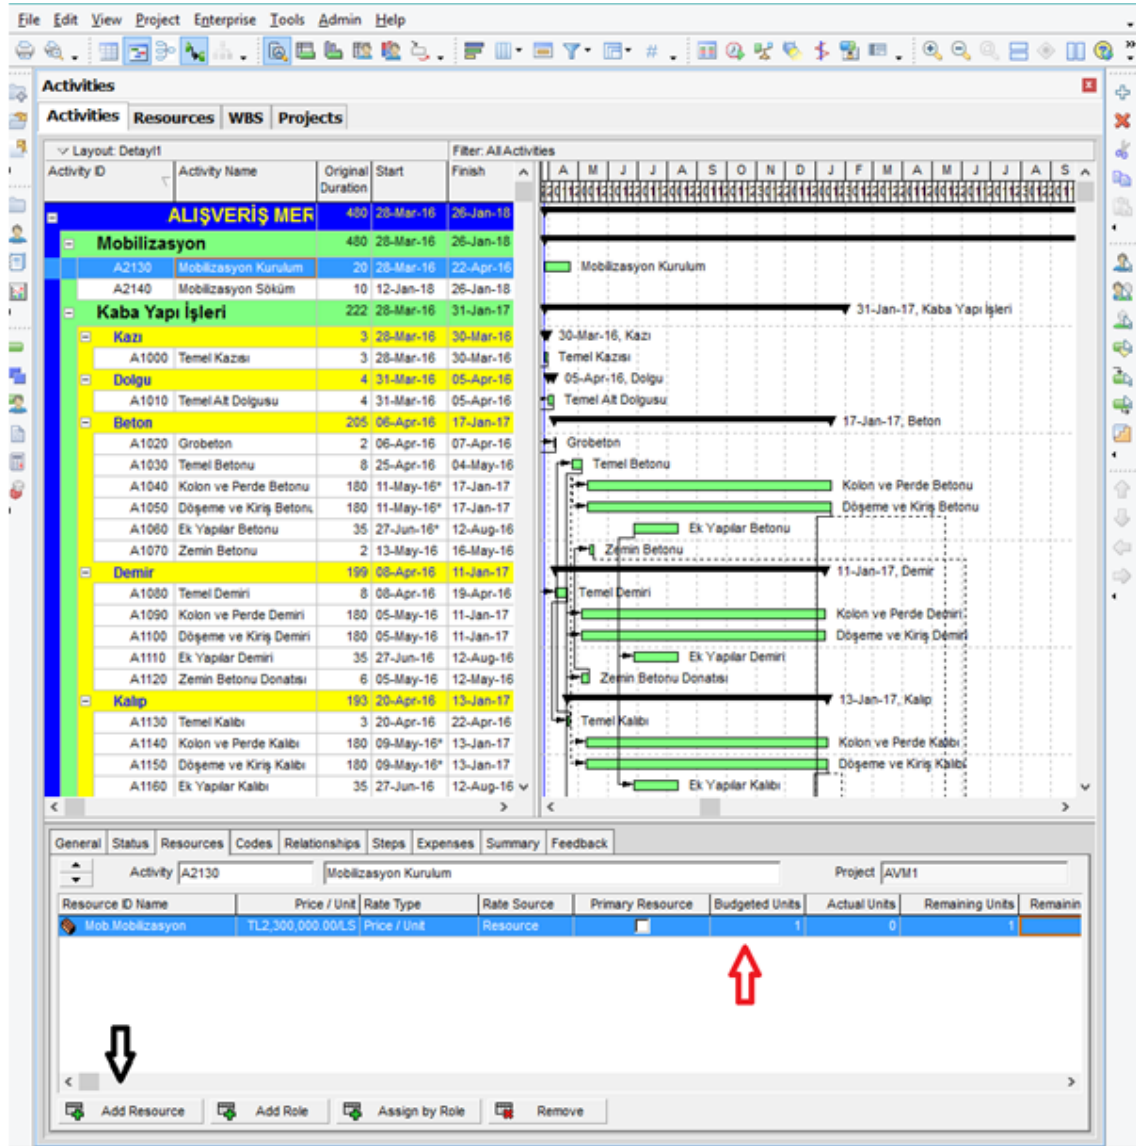 File Edit View Project Enterprise Tools Admin Help
Activities
Activities Resources WBS Projects
Layout: Detayli1 Filter: All Activities
Activity ID Activity Name Original Duration Start Finish A M J J A S O N D J F M A M J J A S
ALIŞVERİŞ MER 480 28-Mar-16 26-Jan-18
Mobilizasyon 480 28-Mar-16 26-Jan-18
A2130 Mobilizasyon Kurulum 20 28-Mar-16 22-Apr-16 Mobilizasyon Kurulum
A2140 Mobilizasyon Söküm 10 12-Jan-18 26-Jan-18
Kaba Yapı İşleri 222 28-Mar-16 31-Jan-17 31-Jan-17, Kaba Yapı İşleri
Kazı 3 28-Mar-16 30-Mar-16 30-Mar-16, Kazı
A1000 Temel Kazısı 3 28-Mar-16 30-Mar-16 Temel Kazısı
Dolgu 4 31-Mar-16 05-Apr-16 05-Apr-16, Dolgu
A1010 Temel Alt Dolgusu 4 31-Mar-16 05-Apr-16 Temel Alt Dolgusu
Beton 205 06-Apr-16 17-Jan-17 17-Jan-17, Beton
A1020 Grobeton 2 06-Apr-16 07-Apr-16 Grobeton
A1030 Temel Betonu 8 25-Apr-16 04-May-16 Temel Betonu
A1040 Kolon ve Perde Betonu 180 11-May-16* 17-Jan-17 Kolon ve Perde Betonu
A1050 Döşeme ve Kiriş Betonu 180 11-May-16* 17-Jan-17 Döşeme ve Kiriş Betonu
A1060 Ek Yapılar Betonu 35 27-Jun-16* 12-Aug-16 Ek Yapılar Betonu
A1070 Zemin Betonu 2 13-May-16 16-May-16 Zemin Betonu
Demir 199 08-Apr-16 11-Jan-17 11-Jan-17, Demir
A1080 Temel Demiri 8 08-Apr-16 19-Apr-16 Temel Demiri
A1090 Kolon ve Perde Demiri 180 05-May-16 11-Jan-17 Kolon ve Perde Demiri
A1100 Döşeme ve Kiriş Demiri 180 05-May-16 11-Jan-17 Döşeme ve Kiriş Demiri
A1110 Ek Yapılar Demiri 35 27-Jun-16 12-Aug-16 Ek Yapılar Demiri
A1120 Zemin Betonu Donatısı 6 05-May-16 12-May-16 Zemin Betonu Donatısı
Kalıp 193 20-Apr-16 13-Jan-17 13-Jan-17, Kalıp
A1130 Temel Kalıbı 3 20-Apr-16 22-Apr-16 Temel Kalıbı
A1140 Kolon ve Perde Kalıbı 180 09-May-16* 13-Jan-17 Kolon ve Perde Kalıbı
A1150 Döşeme ve Kiriş Kalıbı 180 09-May-16* 13-Jan-17 Döşeme ve Kiriş Kalıbı
A1160 Ek Yapılar Kalıbı 35 27-Jun-16 12-Aug-16 Ek Yapılar Kalıbı
General Status Resources Codes Relationships Steps Expenses Summary Feedback
Activity A2130 Mobilizasyon Kurulum Project AVM1
Resource ID Name Price / Unit Rate Type Rate Source Primary Resource Budgeted Units Actual Units Remaining Units Remainin
Mob.Mobilizasyon TL2,300,000.00/LS Price / Unit Resource 1 0 1
Add Resource Add Role Assign by Role Remove